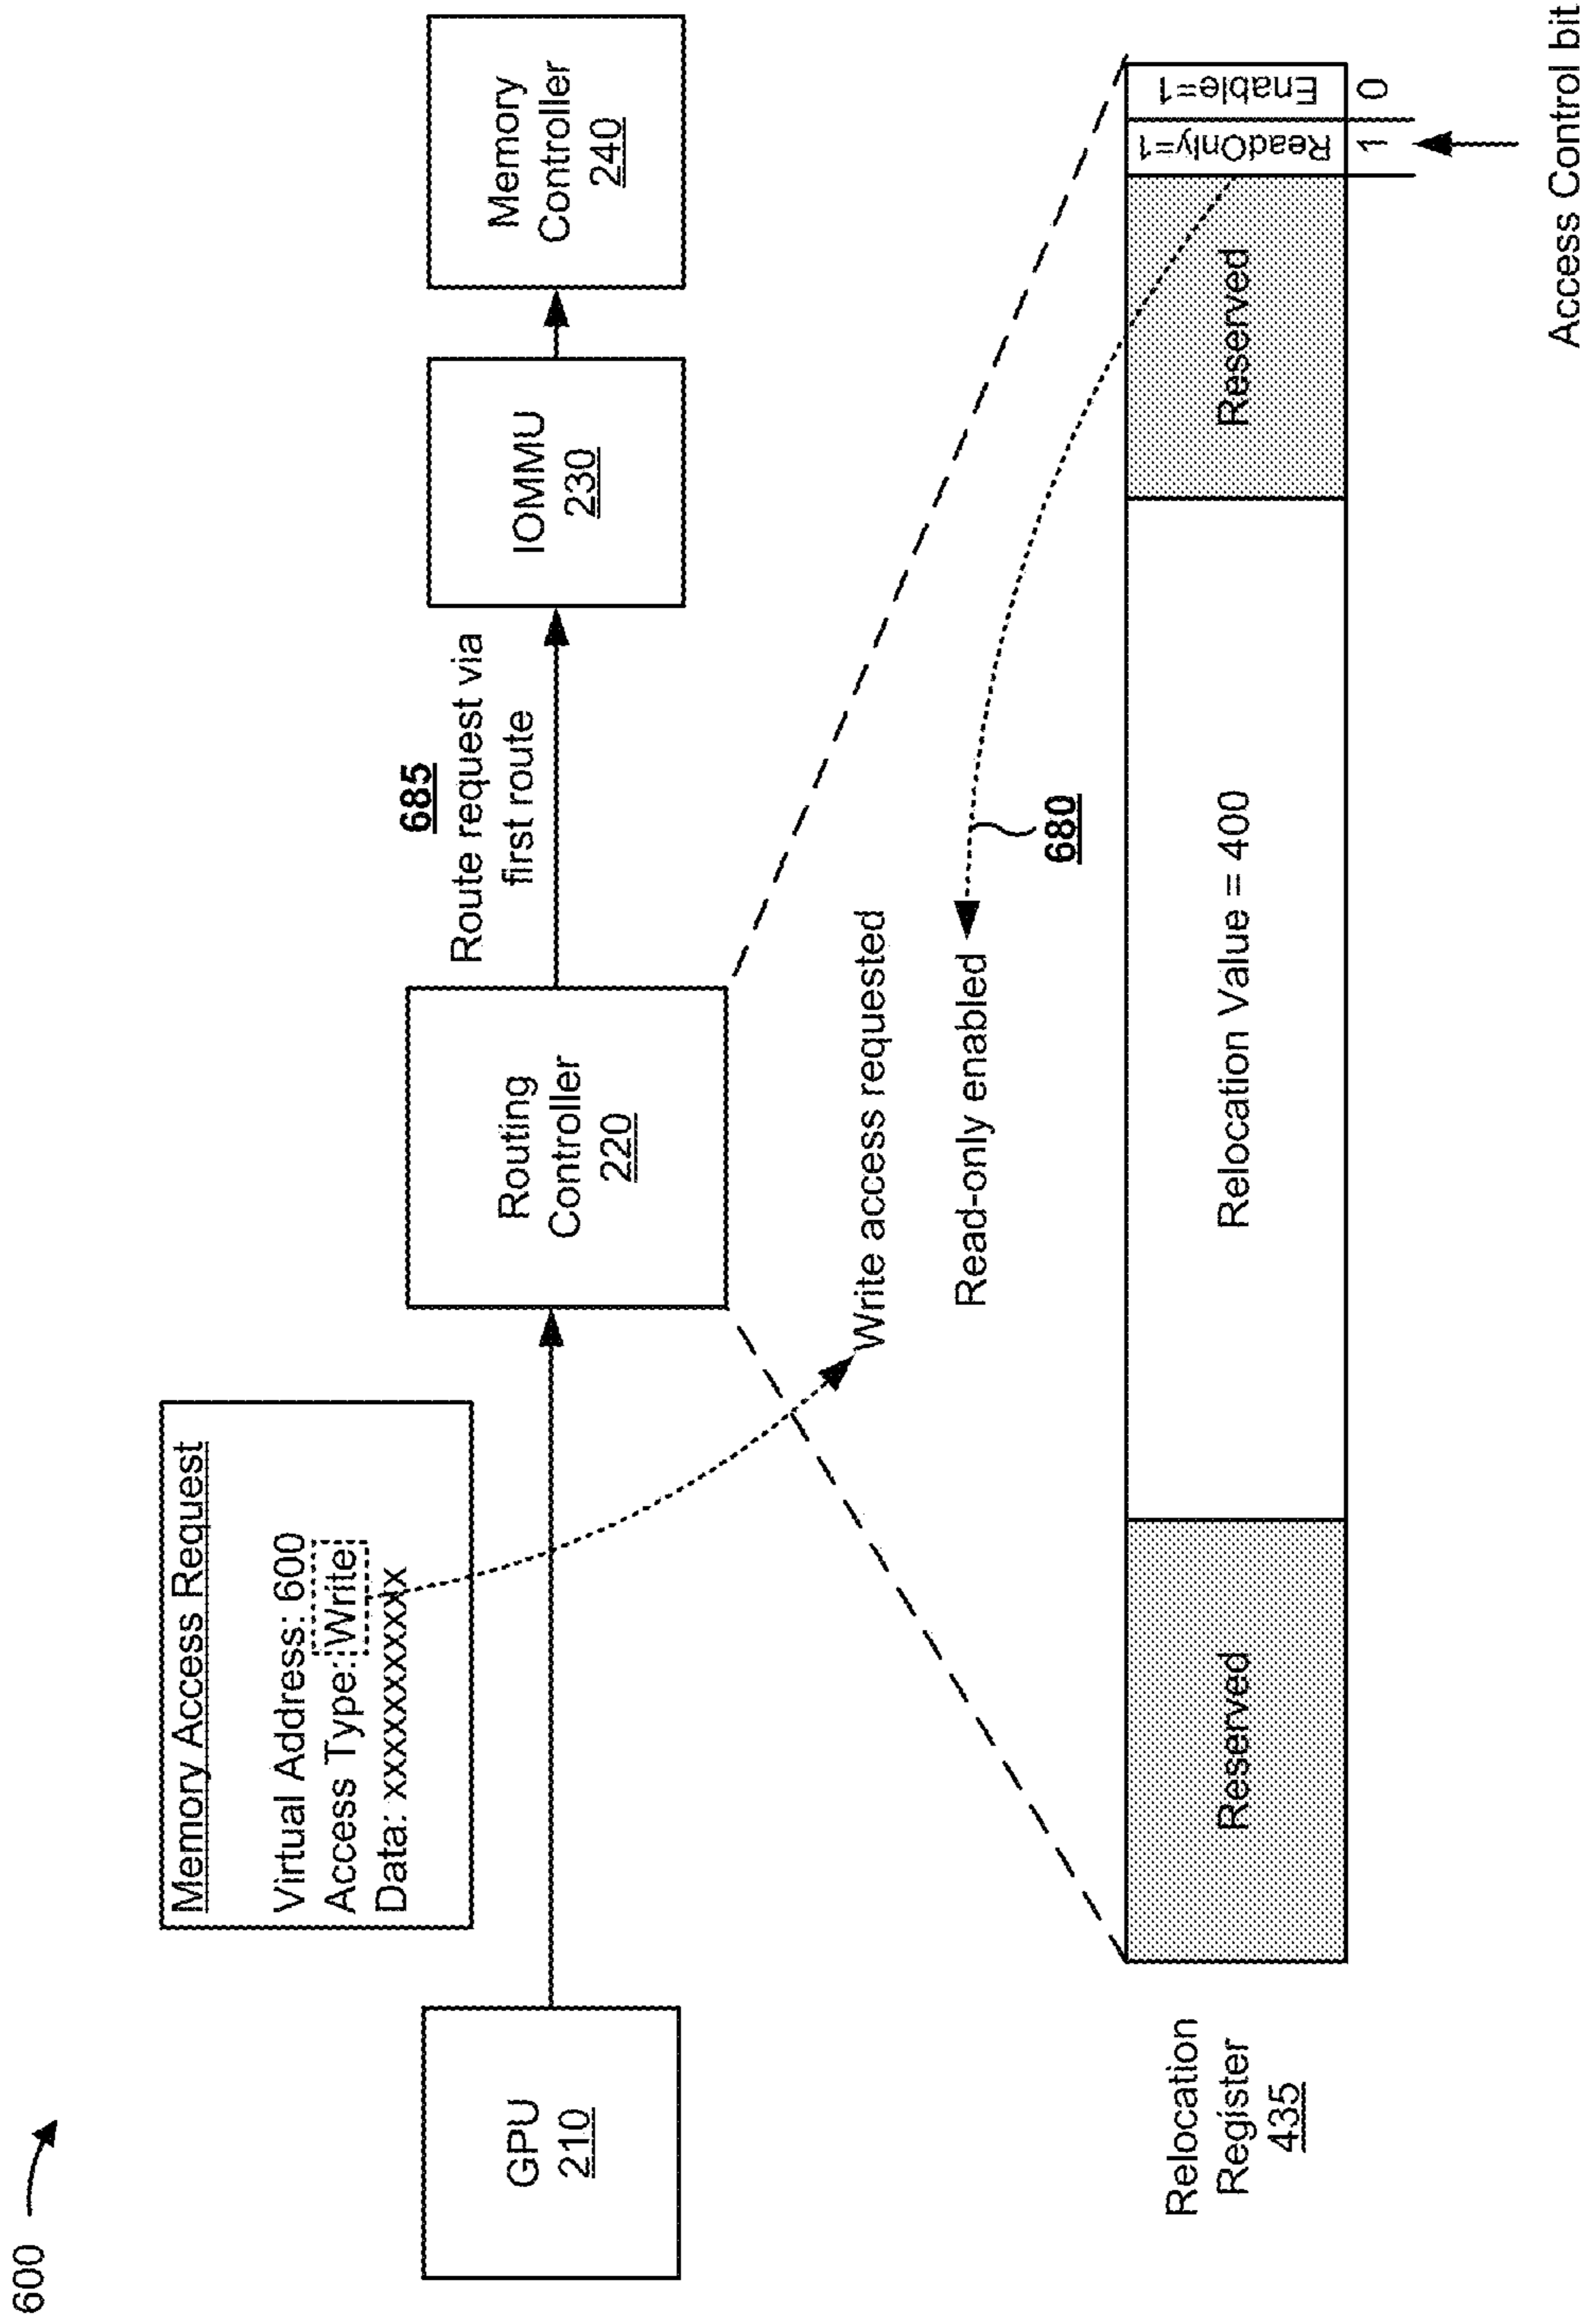 600
Memory Access Request
Virtual Address: 600
Access Type: Write
Data: xxxxxxxxxx
GPU
210
Routing
Controller
220
685
Route request via
first route
IOMMU
230
Memory
Controller
240
Write access requested
Read-only enabled
680
Relocation
Register
435
Reserved
Relocation Value = 400
Reserved
ReadOnly=1
Enable=1
1
0
Access Control bit